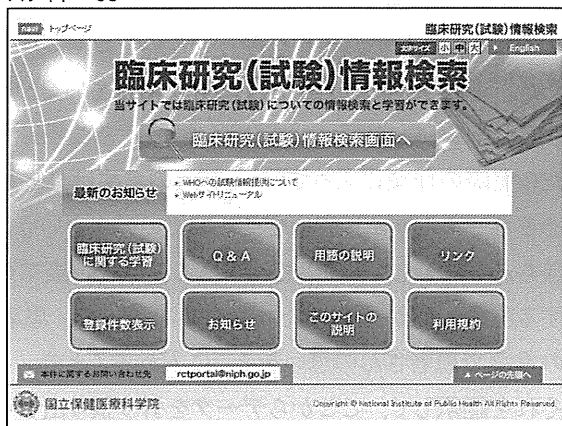 トップページ
臨床研究(試験)情報検索
文字サイズ 小 中 大 English
臨床研究(試験)情報検索
当サイトでは臨床研究(試験)についての情報検索と学習ができます。
臨床研究(試験)情報検索画面へ
最新のお知らせ
WHOへの試験情報提供について
Webサイトリニューアル
臨床研究(試験)
に関する学習
Q & A
用語の説明
リンク
登録件数表示
お知らせ
このサイトの
説明
利用規約
本件に関するお問い合わせ先 rctportal@niph.go.jp
ページの先頭へ
国立保健医療科学院
Copyright © National Institute of Public Health All Rights Reserved.